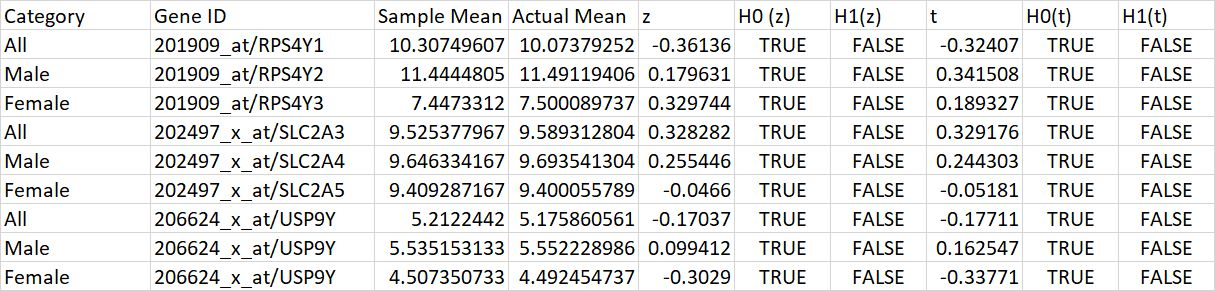 Category Gene ID Sample Mean Actual Mean z H0 (z) H1(z) t H0(t) H1(t)
All 201909_at/RPS4Y1 10.30749607 10.07379252 -0.36136 TRUE FALSE -0.32407 TRUE FALSE
Male 201909_at/RPS4Y2 11.4444805 11.49119406 0.179631 TRUE FALSE 0.341508 TRUE FALSE
Female 201909_at/RPS4Y3 7.4473312 7.500089737 0.329744 TRUE FALSE 0.189327 TRUE FALSE
All 202497_x_at/SLC2A3 9.525377967 9.589312804 0.328282 TRUE FALSE 0.329176 TRUE FALSE
Male 202497_x_at/SLC2A4 9.646334167 9.693541304 0.255446 TRUE FALSE 0.244303 TRUE FALSE
Female 202497_x_at/SLC2A5 9.409287167 9.400055789 -0.0466 TRUE FALSE -0.05181 TRUE FALSE
All 206624_x_at/USP9Y 5.2122442 5.175860561 -0.17037 TRUE FALSE -0.17711 TRUE FALSE
Male 206624_x_at/USP9Y 5.535153133 5.552228986 0.099412 TRUE FALSE 0.162547 TRUE FALSE
Female 206624_x_at/USP9Y 4.507350733 4.492454737 -0.3029 TRUE FALSE -0.33771 TRUE FALSE